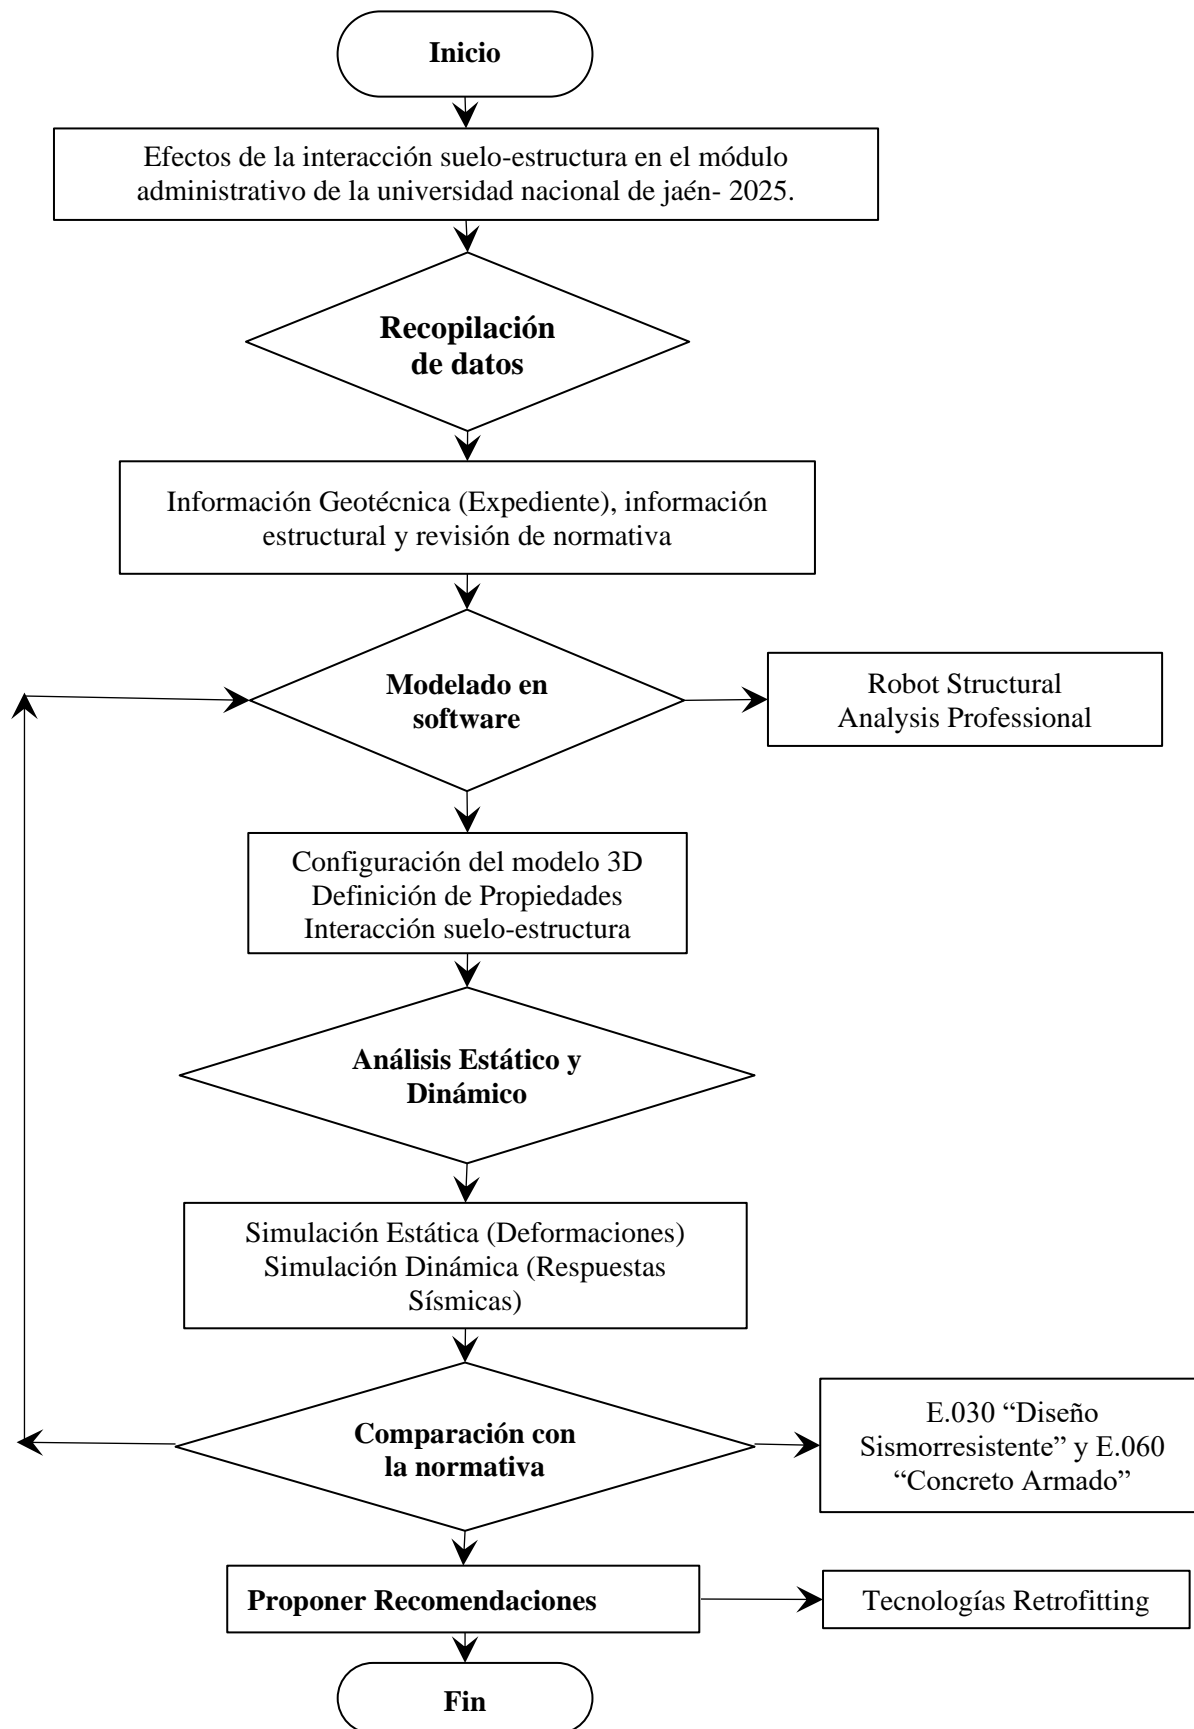 Inicio
Efectos de la interacción suelo-estructura en el módulo
administrativo de la universidad nacional de jaén- 2025.
Recopilación
de datos
Información Geotécnica (Expediente), información
estructural y revisión de normativa
Modelado en
software
Robot Structural
Analysis Professional
Configuración del modelo 3D
Definición de Propiedades
Interacción suelo-estructura
Análisis Estático y
Dinámico
Simulación Estática (Deformaciones)
Simulación Dinámica (Respuestas
Sísmicas)
Comparación con
la normativa
E.030 “Diseño
Sismorresistente” y E.060
“Concreto Armado”
Proponer Recomendaciones
Tecnologías Retrofitting
Fin